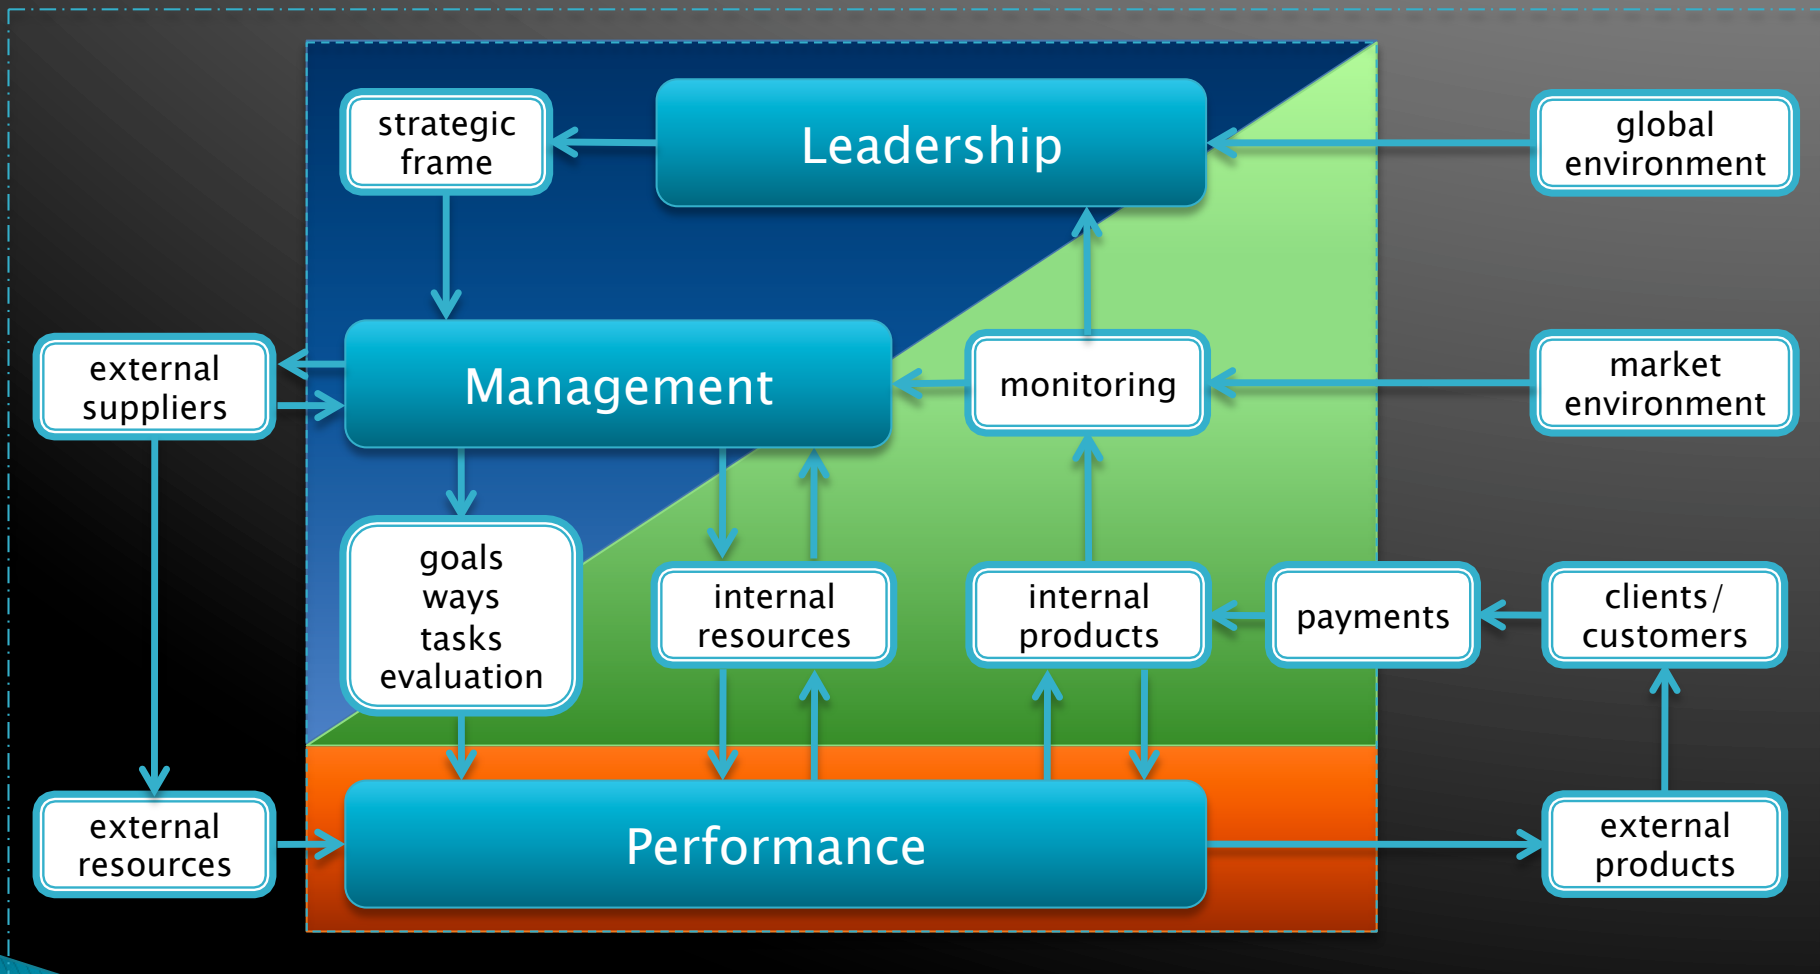 strategic
frame
Leadership
global
environment
external
suppliers
Management
monitoring
market
environment
goals
ways
tasks
evaluation
internal
resources
internal
products
payments
clients/
customers
external
resources
Performance
external
products